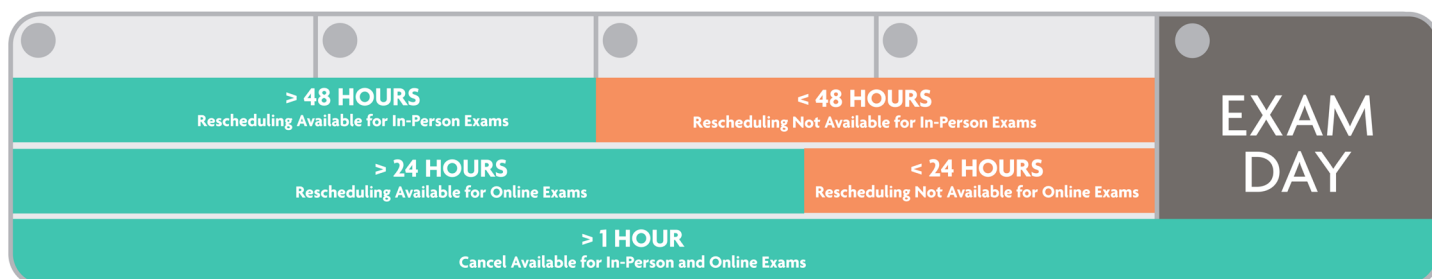 > 48 HOURS
Rescheduling Available for In-Person Exams
< 48 HOURS
Rescheduling Not Available for In-Person Exams
> 24 HOURS
Rescheduling Available for Online Exams
< 24 HOURS
Rescheduling Not Available for Online Exams
> 1 HOUR
Cancel Available for In-Person and Online Exams
EXAM
DAY